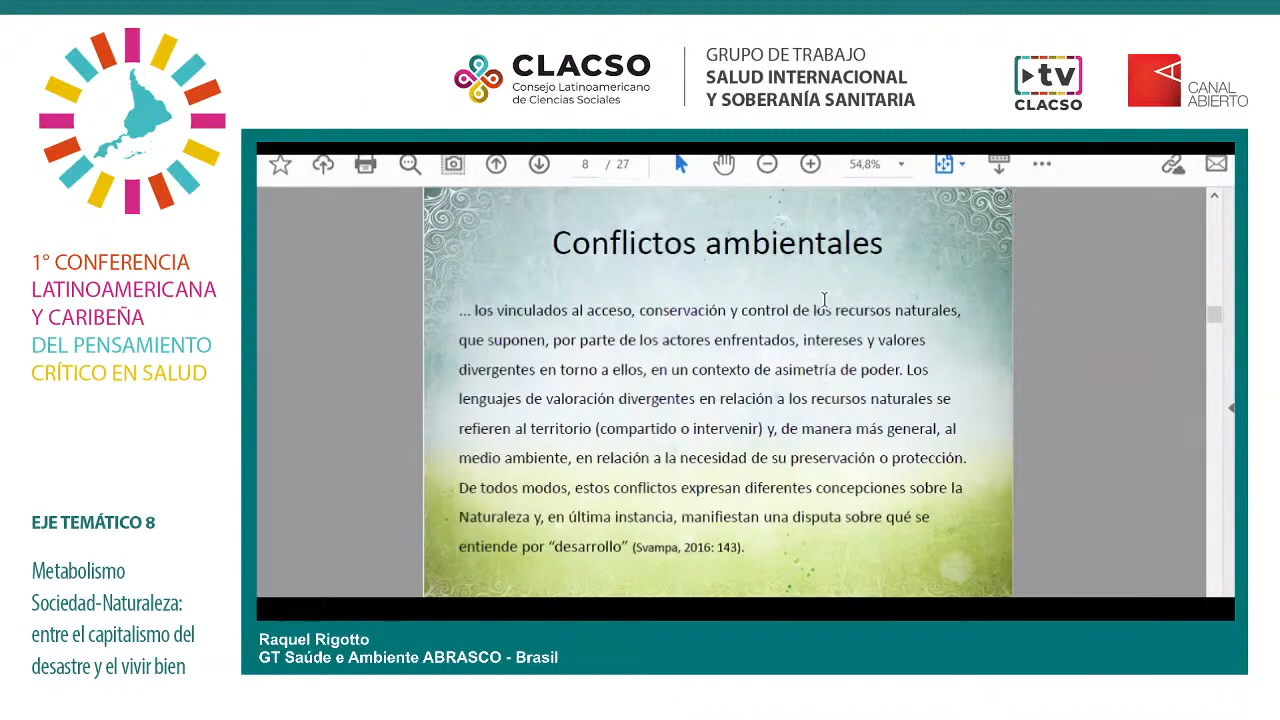 CLACSO
Consejo Latinoamericano
de Ciencias Sociales
GRUPO DE TRABAJO
SALUD INTERNACIONAL
Y SOBERANÍA SANITARIA
tv
CLACSO
CANAL
ABIERTO
1° CONFERENCIA
LATINOAMERICANA
Y CARIBEÑA
DEL PENSAMIENTO
CRÍTICO EN SALUD
EJE TEMÁTICO 8
Metabolismo
Sociedad-Naturaleza:
entre el capitalismo del
desastre y el vivir bien
8 / 27
54,8%
Conflictos ambientales
... los vinculados al acceso, conservación y control de los recursos naturales,
que suponen, por parte de los actores enfrentados, intereses y valores
divergentes en torno a ellos, en un contexto de asimetría de poder. Los
lenguajes de valoración divergentes en relación a los recursos naturales se
refieren al territorio (compartido o intervenir) y, de manera más general, al
medio ambiente, en relación a la necesidad de su preservación o protección.
De todos modos, estos conflictos expresan diferentes concepciones sobre la
Naturaleza y, en última instancia, manifiestan una disputa sobre qué se
entiende por “desarrollo” (Svampa, 2016: 143).
Raquel Rigotto
GT Saúde e Ambiente ABRASCO - Brasil